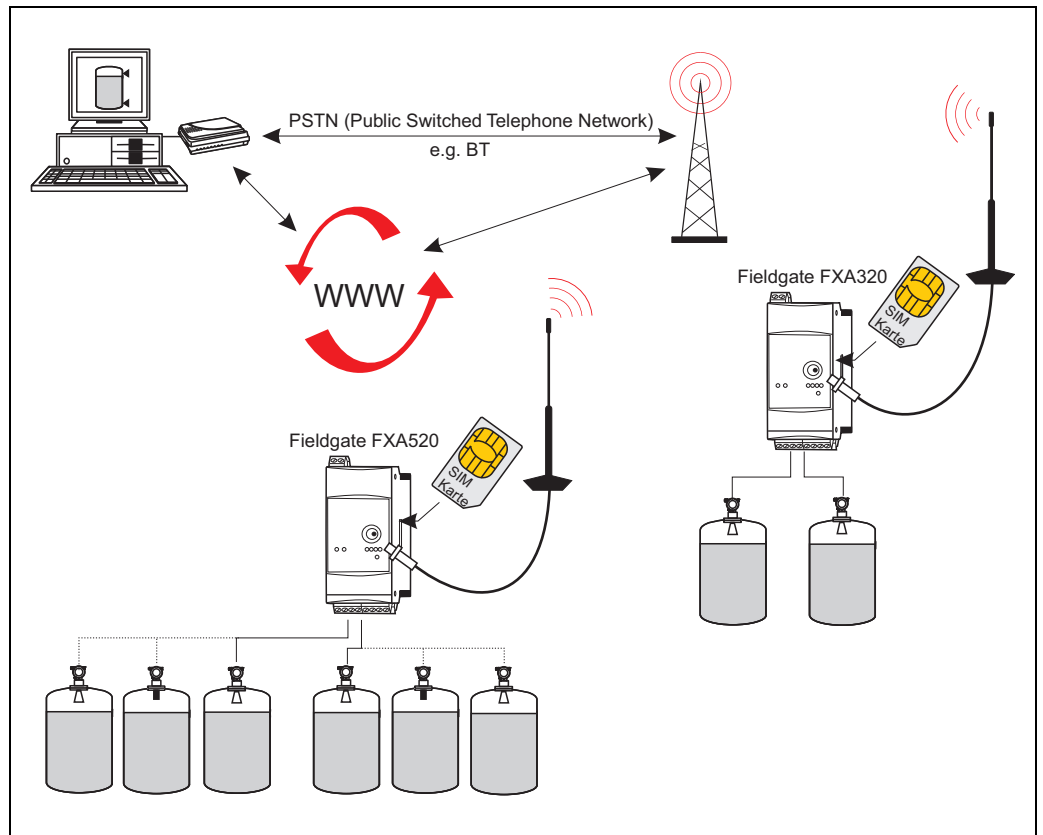 PSTN (Public Switched Telephone Network)
e.g. BT
WWW
Fieldgate FXA320
SIM
Karte
Fieldgate FXA520
SIM
Karte